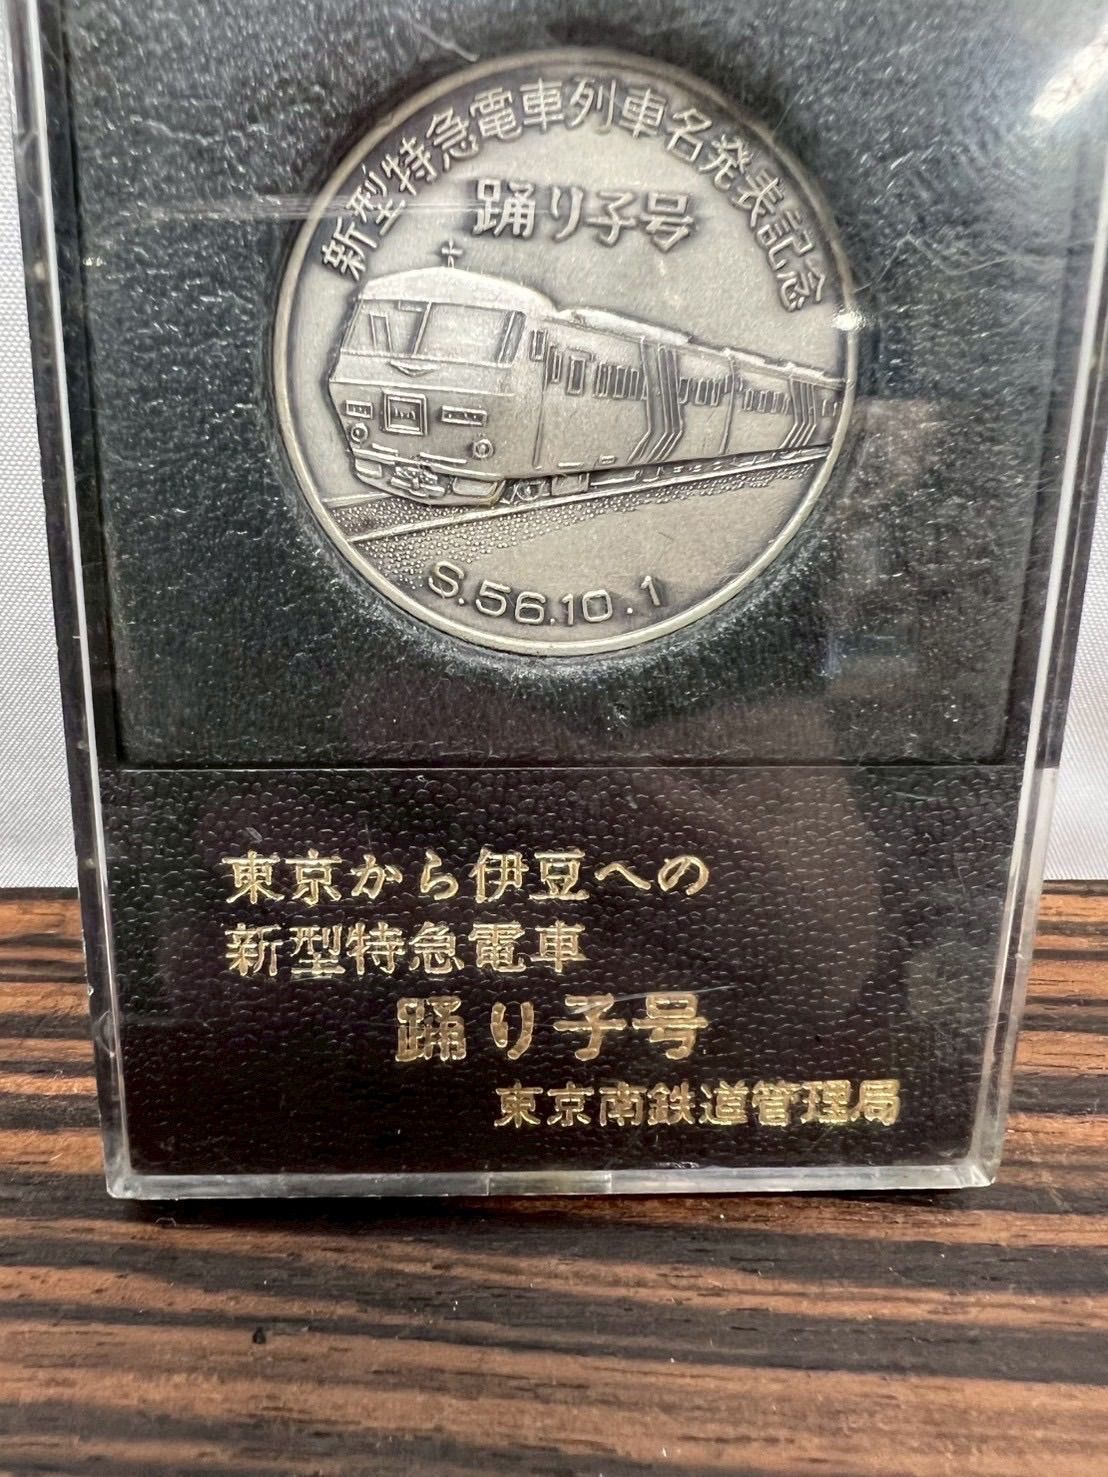 新型特急電車列車名発表記念
踊り子号
S.56.10.1
東京から伊豆への
新型特急電車
踊り子号
東京南鉄道管理局